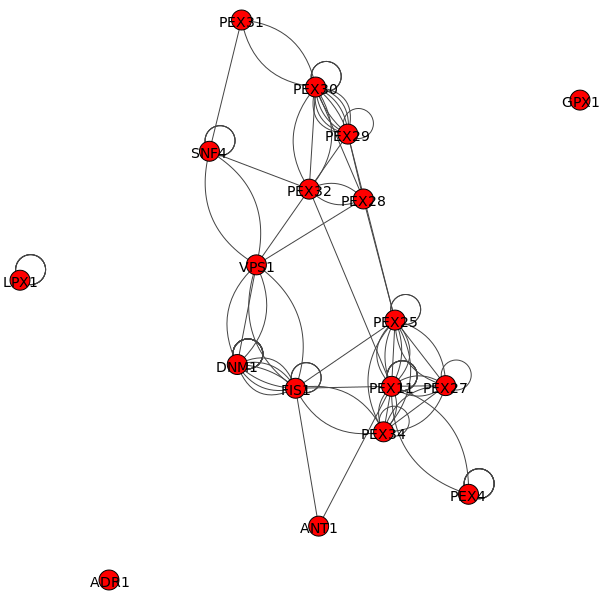 PEX31
PEX30
GPX1
PEX29
SNF4
PEX32
PEX28
VPS1
LPX1
PEX25
DNM1
FIS1
PEX11
PEX27
PEX34
PEX4
ANT1
ADR1